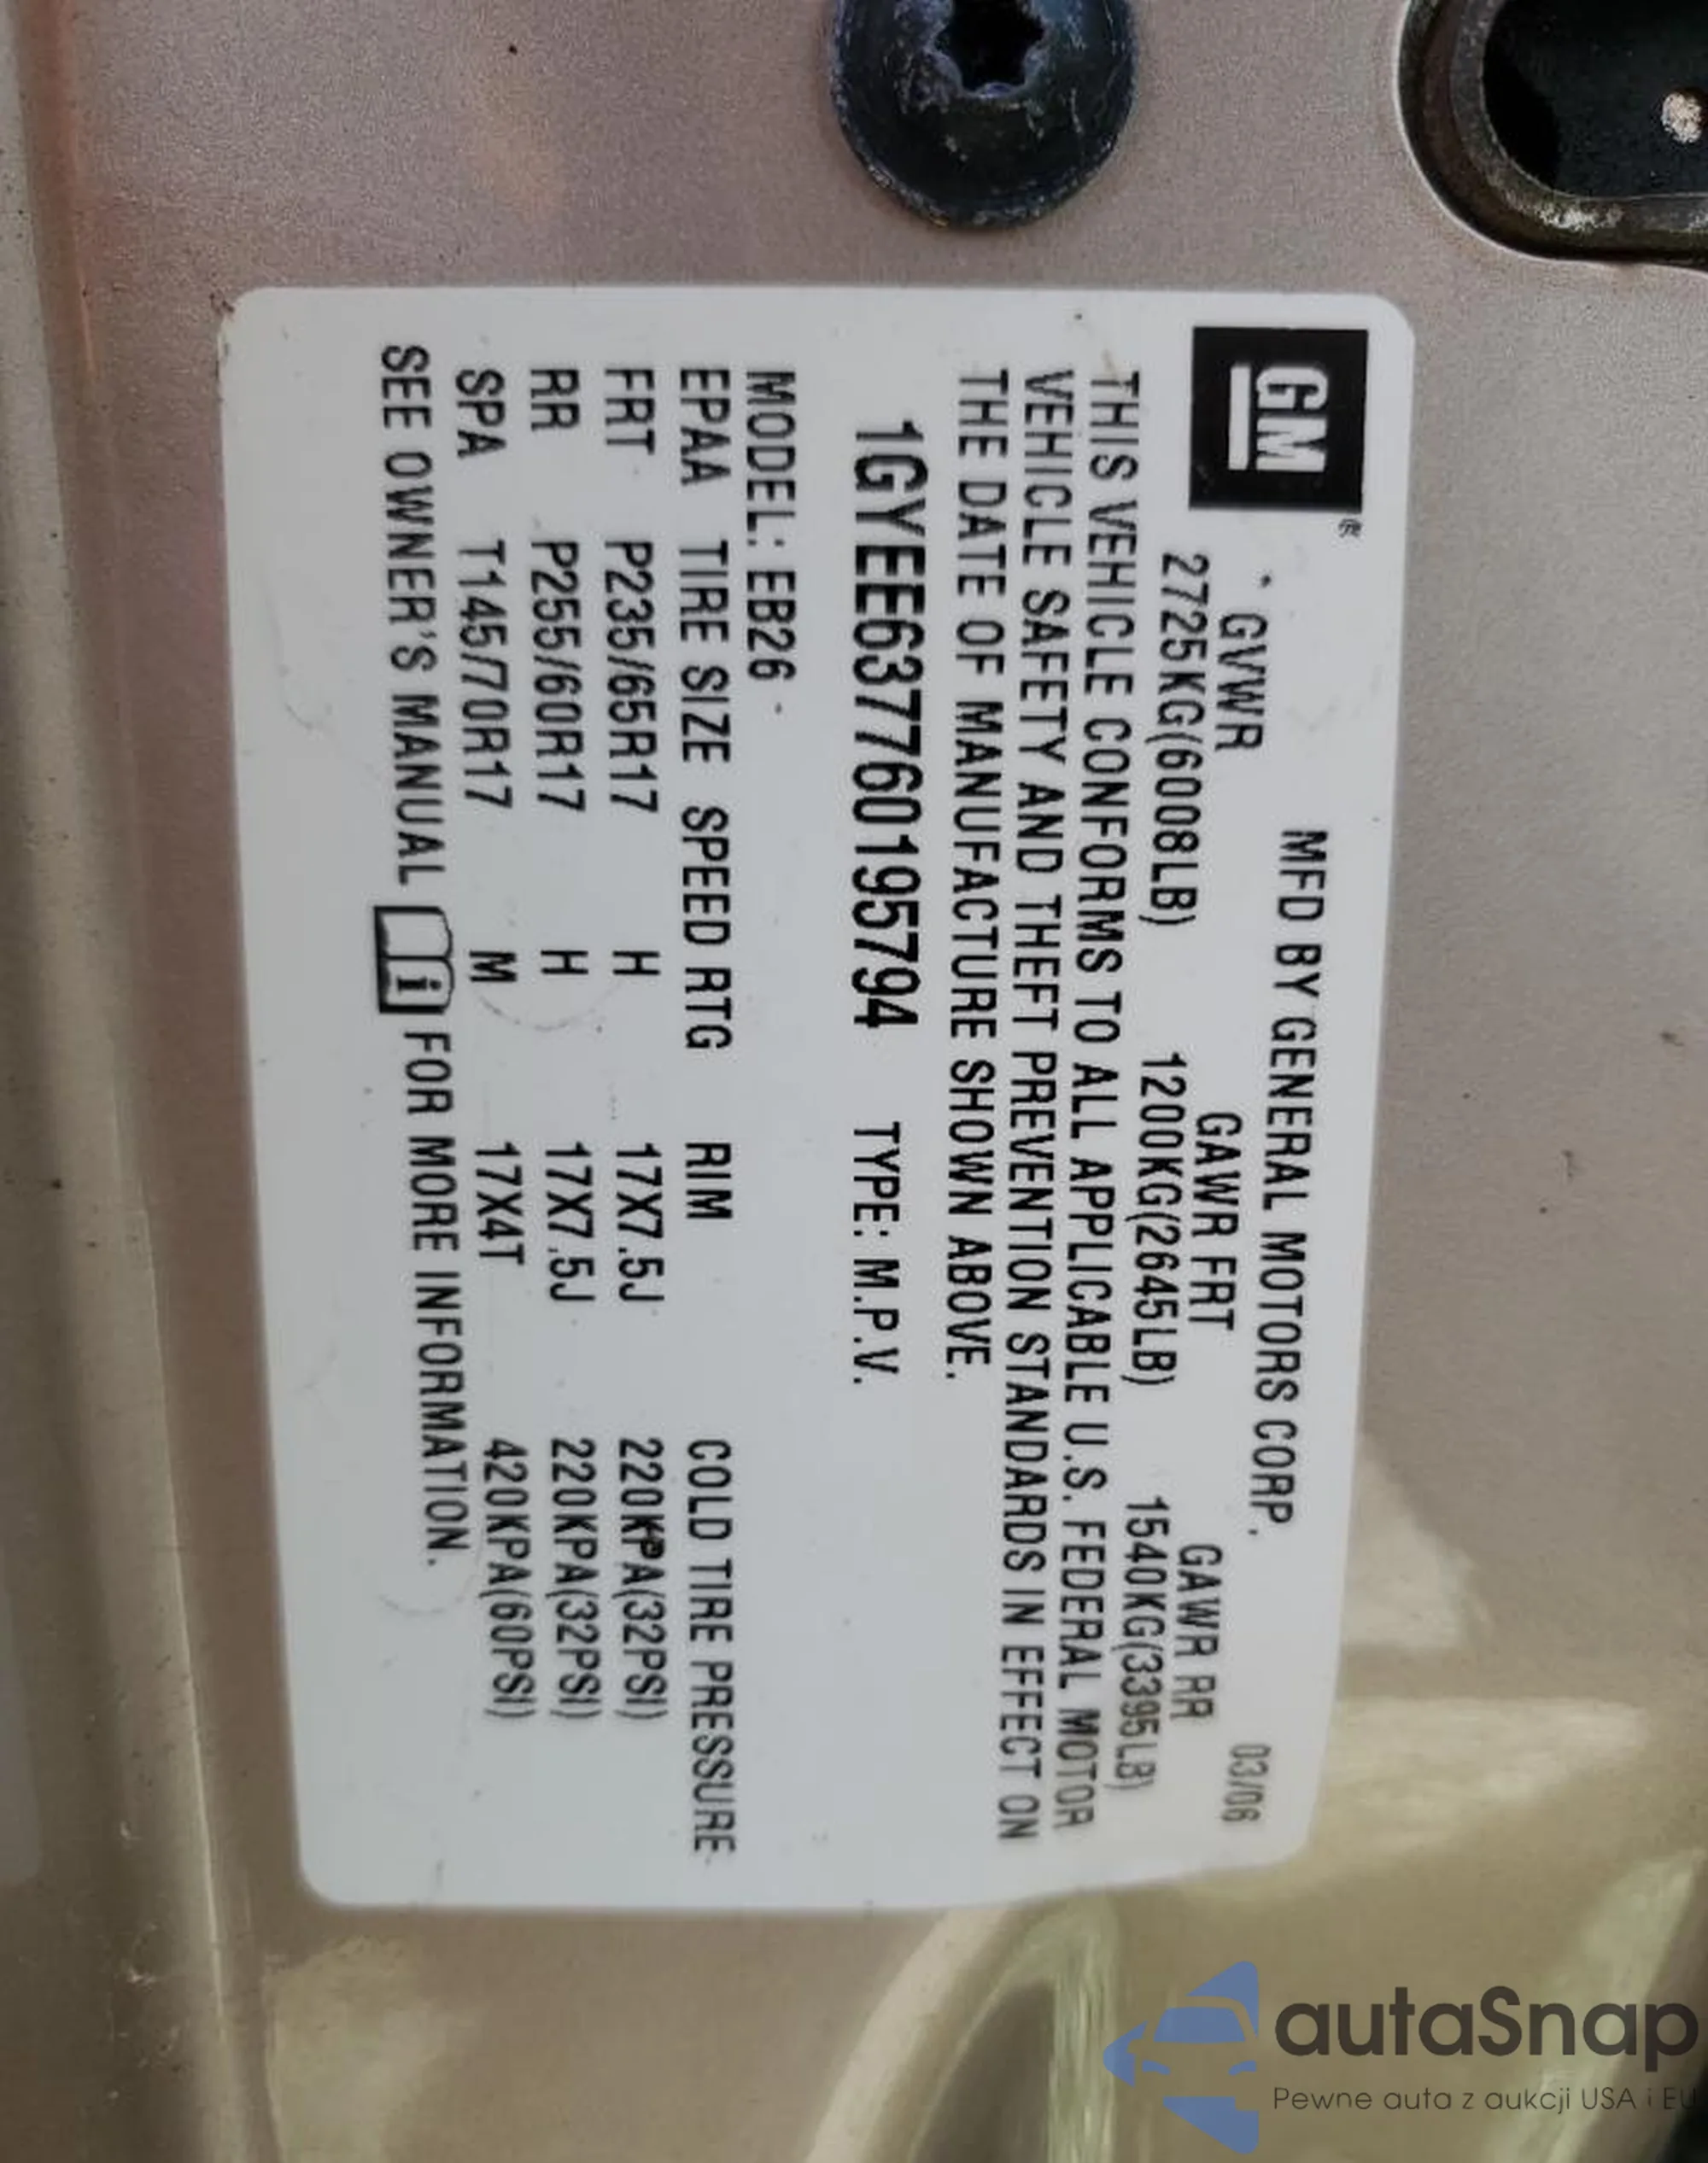 GM®
MFD BY GENERAL MOTORS CORP. 03/06
GVWR GAWR FRT GAWR RR
2725KG(6008LB) 1200KG(2645LB) 1540KG(3395LB)
THIS VEHICLE CONFORMS TO ALL APPLICABLE U.S. FEDERAL MOTOR
VEHICLE SAFETY AND THEFT PREVENTION STANDARDS IN EFFECT ON
THE DATE OF MANUFACTURE SHOWN ABOVE.
1GYEE637760195794 TYPE: M.P.V.
MODEL: EB26
EPAA TIRE SIZE SPEED RTG RIM COLD TIRE PRESSURE
FRT P235/65R17 H 17X7.5J 220KPA(32PSI)
RR P255/60R17 H 17X7.5J 220KPA(32PSI)
SPA T145/70R17 M 17X4T 420KPA(60PSI)
SEE OWNER'S MANUAL i FOR MORE INFORMATION.
autaSnap
Pewne auta z aukcji USA i EU